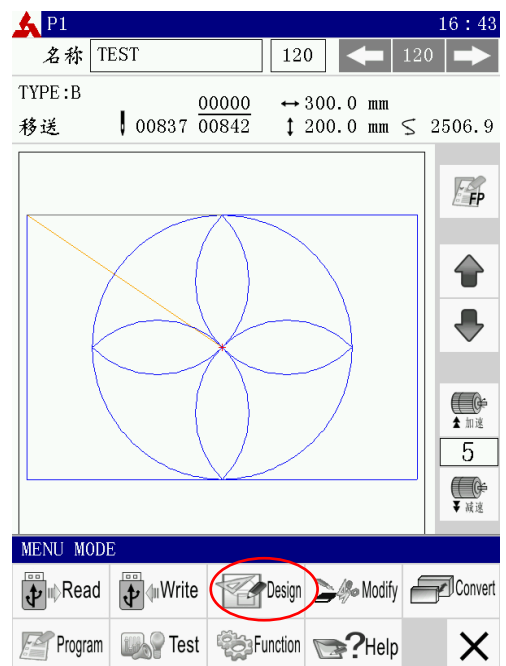 P1 16:43
名称 TEST 120 120
TYPE:B
00000 ↔ 300.0 mm
移送 00837 00842 ↕ 200.0 mm ≤ 2506.9
FP
加速
5
减速
MENU MODE
Read Write Design Modify Convert
Program Test Function ?Help X